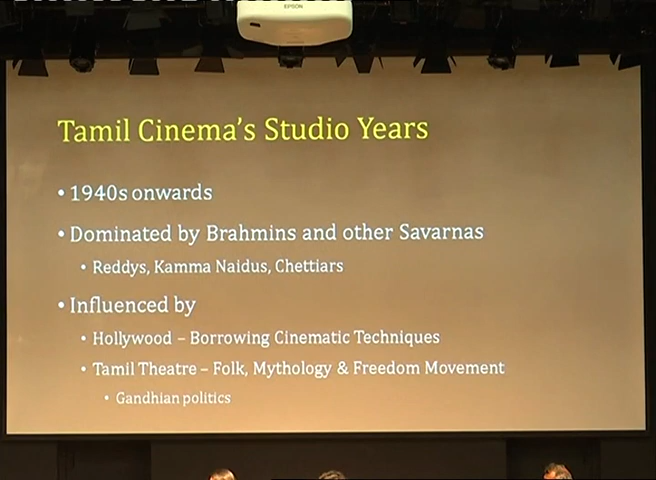 EPSON
Tamil Cinema's Studio Years
• 1940s onwards
• Dominated by Brahmins and other Savarnas
• Reddys, Kamma Naidus, Chettiars
• Influenced by
• Hollywood – Borrowing Cinematic Techniques
• Tamil Theatre – Folk, Mythology & Freedom Movement
• Gandhian politics